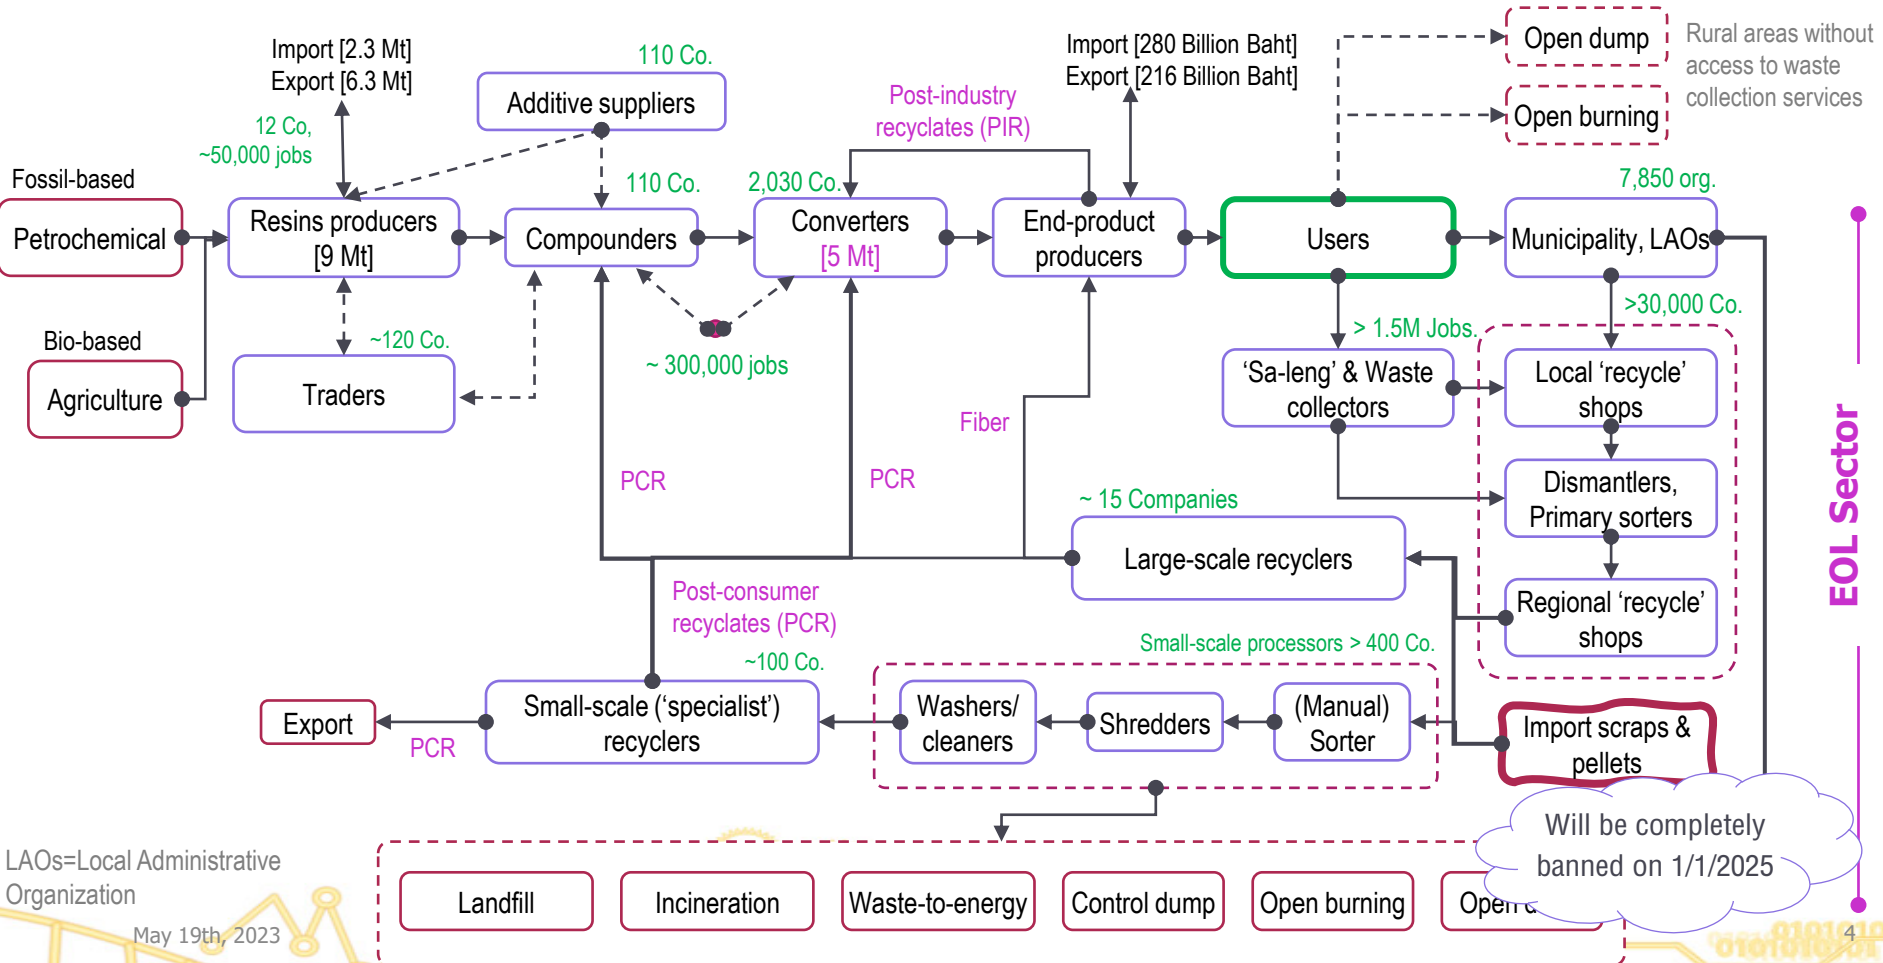 Import [2.3 Mt]
Export [6.3 Mt]
110 Co.
Additive suppliers
12 Co,
~50,000 jobs
Post-industry
recyclates (PIR)
Import [280 Billion Baht]
Export [216 Billion Baht]
Open dump
Open burning
Rural areas without
access to waste
collection services
Fossil-based
Petrochemical
Resins producers
[9 Mt]
110 Co.
Compounders
2,030 Co.
Converters
[5 Mt]
End-product
producers
Users
7,850 org.
Municipality, LAOs
Bio-based
Agriculture
~120 Co.
Traders
~ 300,000 jobs
> 1.5M Jobs.
>30,000 Co.
'Sa-leng' & Waste
collectors
Local 'recycle'
shops
Fiber
PCR
PCR
~ 15 Companies
Large-scale recyclers
Dismantlers,
Primary sorters
Regional 'recycle'
shops
EOL Sector
Post-consumer
recyclates (PCR)
~100 Co.
Small-scale processors > 400 Co.
Export
PCR
Small-scale ('specialist')
recyclers
Washers/
cleaners
Shredders
(Manual)
Sorter
Import scraps &
pellets
Will be completely
banned on 1/1/2025
LAOs=Local Administrative
Organization
May 19th, 2023
Landfill
Incineration
Waste-to-energy
Control dump
Open burning
Open
4